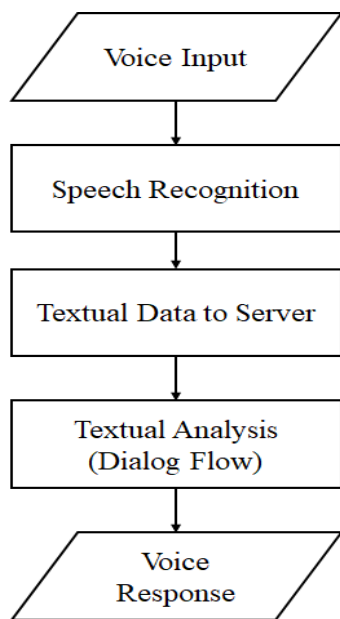 Voice Input
Speech Recognition
Textual Data to Server
Textual Analysis
(Dialog Flow)
Voice
Response